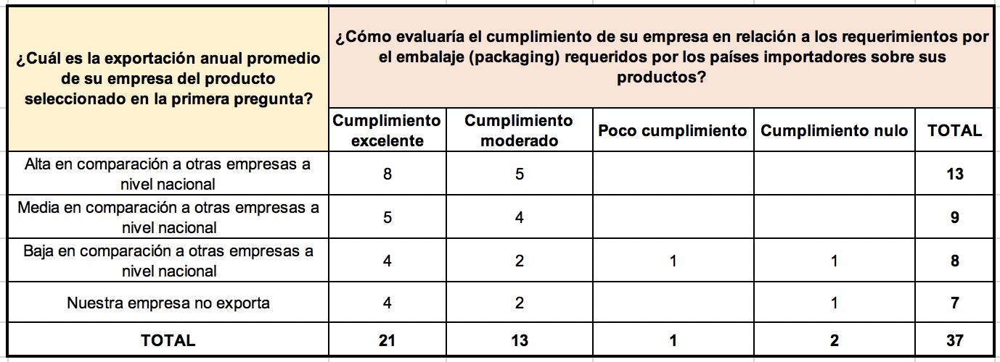 ¿Cuál es la exportación anual promedio
de su empresa del producto
seleccionado en la primera pregunta?
¿Cómo evaluaría el cumplimiento de su empresa en relación a los requerimientos por
el embalaje (packaging) requeridos por los países importadores sobre sus
productos?
Cumplimiento
excelente
Cumplimiento
moderado
Poco cumplimiento
Cumplimiento nulo
TOTAL
Alta en comparación a otras empresas a
nivel nacional
8
5
13
Media en comparación a otras empresas a
nivel nacional
5
4
9
Baja en comparación a otras empresas a
nivel nacional
4
2
1
1
8
Nuestra empresa no exporta
4
2
1
7
TOTAL
21
13
1
2
37